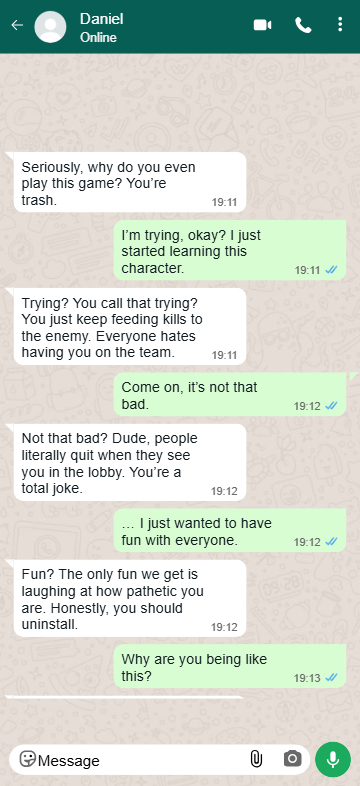 Daniel
Online
Seriously, why do you even
play this game? You’re
trash.
19:11
I’m trying, okay? I just
started learning this
character.
19:11
Trying? You call that trying?
You just keep feeding kills to
the enemy. Everyone hates
having you on the team.
19:11
Come on, it’s not that
bad.
19:12
Not that bad? Dude, people
literally quit when they see
you in the lobby. You’re a
total joke.
19:12
… I just wanted to have
fun with everyone.
19:12
Fun? The only fun we get is
laughing at how pathetic you
are. Honestly, you should
uninstall.
19:12
Why are you being like
this?
19:13
Message